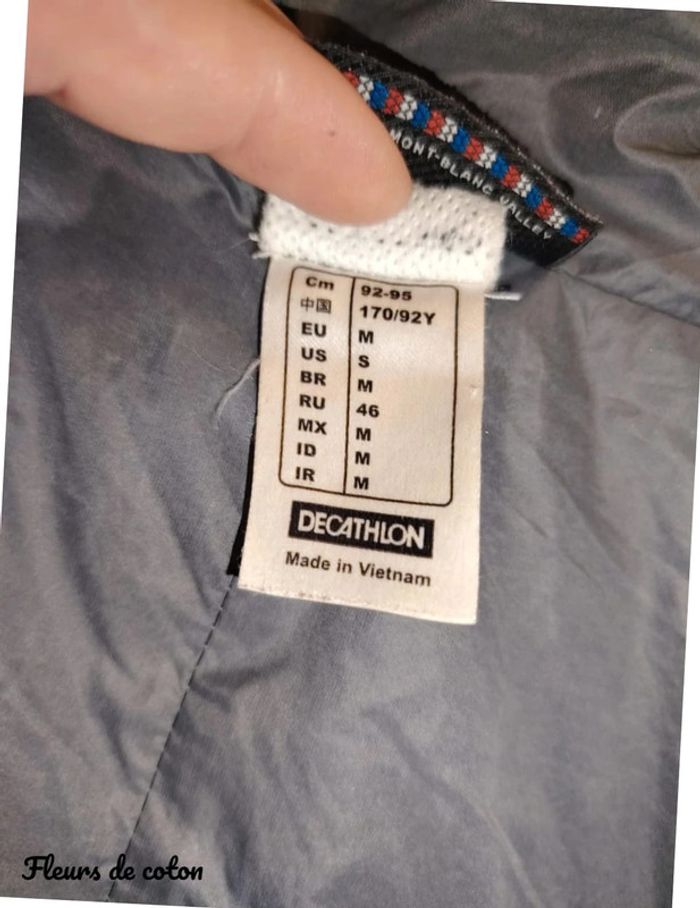 MONT-BLANC VALLEY
Cm 92-95
中国 170/92Y
EU M
US S
BR M
RU 46
MX M
ID M
IR M
DECATHLON
Made in Vietnam
Fleurs de coton